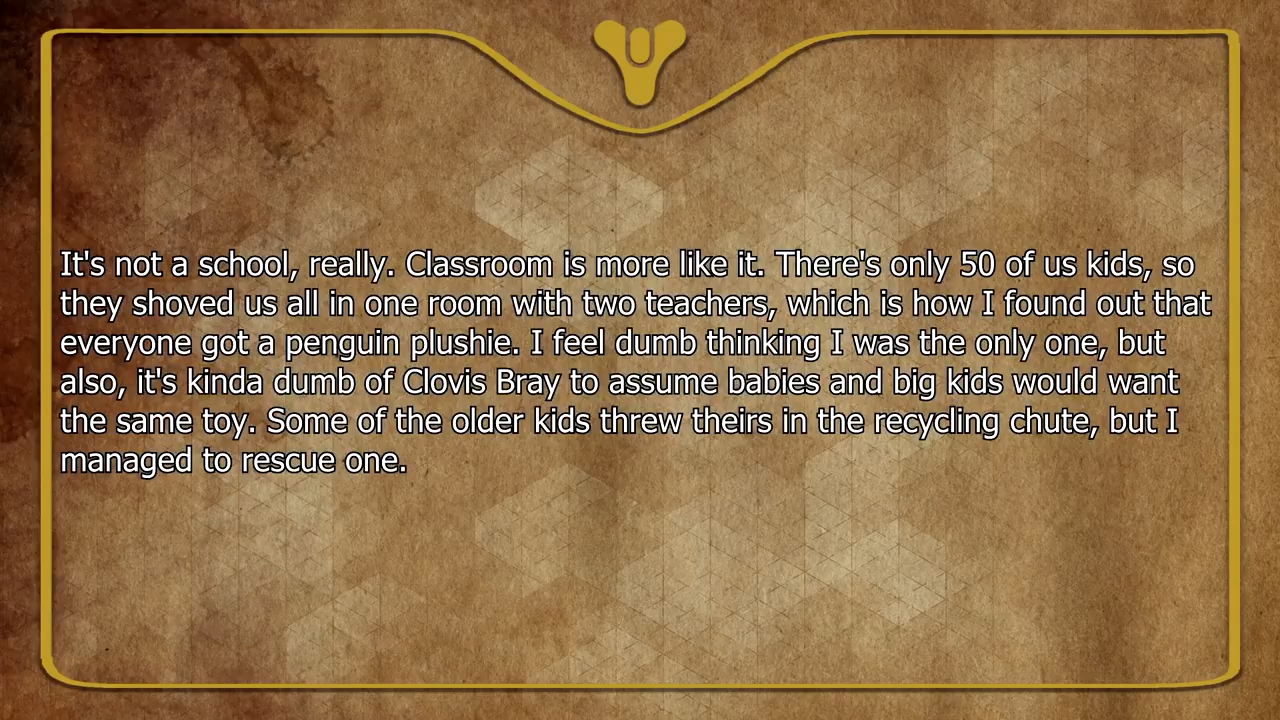 It's not a school, really. Classroom is more like it. There's only 50 of us kids, so
they shoved us all in one room with two teachers, which is how I found out that
everyone got a penguin plushie. I feel dumb thinking I was the only one, but
also, it's kinda dumb of Clovis Bray to assume babies and big kids would want
the same toy. Some of the older kids threw theirs in the recycling chute, but I
managed to rescue one.